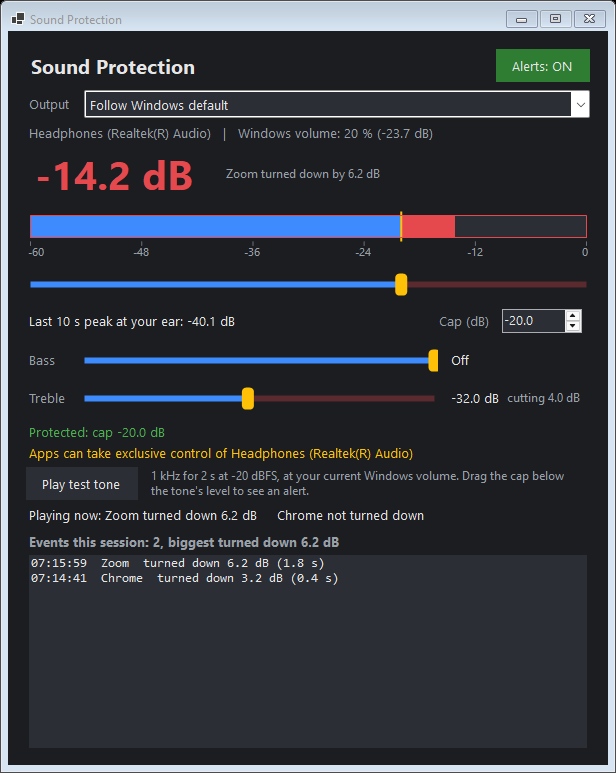 Sound Protection
Sound Protection
Alerts: ON
Output
Follow Windows default
Headphones (Realtek(R) Audio) | Windows volume: 20 % (-23.7 dB)
-14.2 dB
Zoom turned down by 6.2 dB
-60 -48 -36 -24 -12 0
Last 10 s peak at your ear: -40.1 dB
Cap (dB)
-20.0
Bass
Off
Treble
-32.0 dB
cutting 4.0 dB
Protected: cap -20.0 dB
Apps can take exclusive control of Headphones (Realtek(R) Audio)
Play test tone
1 kHz for 2 s at -20 dBFS, at your current Windows volume. Drag the cap below
the tone's level to see an alert.
Playing now: Zoom turned down 6.2 dB Chrome not turned down
Events this session: 2, biggest turned down 6.2 dB
07:15:59 Zoom turned down 6.2 dB (1.8 s)
07:14:41 Chrome turned down 3.2 dB (0.4 s)